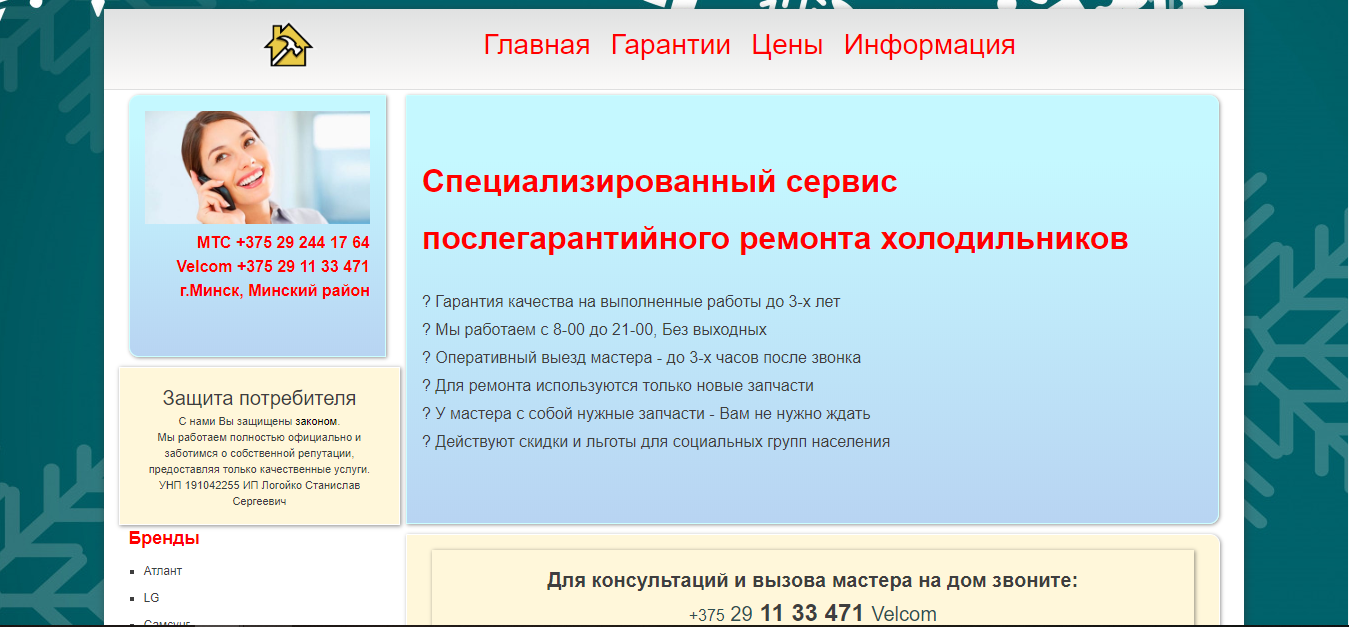 Главная Гарантии Цены Информация
МТС +375 29 244 17 64
Velcom +375 29 11 33 471
г.Минск, Минский район
Специализированный сервис
послегарантийного ремонта холодильников
? Гарантия качества на выполненные работы до 3-х лет
? Мы работаем с 8-00 до 21-00, Без выходных
? Оперативный выезд мастера - до 3-х часов после звонка
? Для ремонта используются только новые запчасти
? У мастера с собой нужные запчасти - Вам не нужно ждать
? Действуют скидки и льготы для социальных групп населения
Защита потребителя
С нами Вы защищены законом.
Мы работаем полностью официально и
заботимся о собственной репутации,
предоставляя только качественные услуги.
УНП 191042255 ИП Логойко Станислав
Сергеевич
Бренды
Атлант
LG
Самсунг
Для консультаций и вызова мастера на дом звоните:
+375 29 11 33 471 Velcom